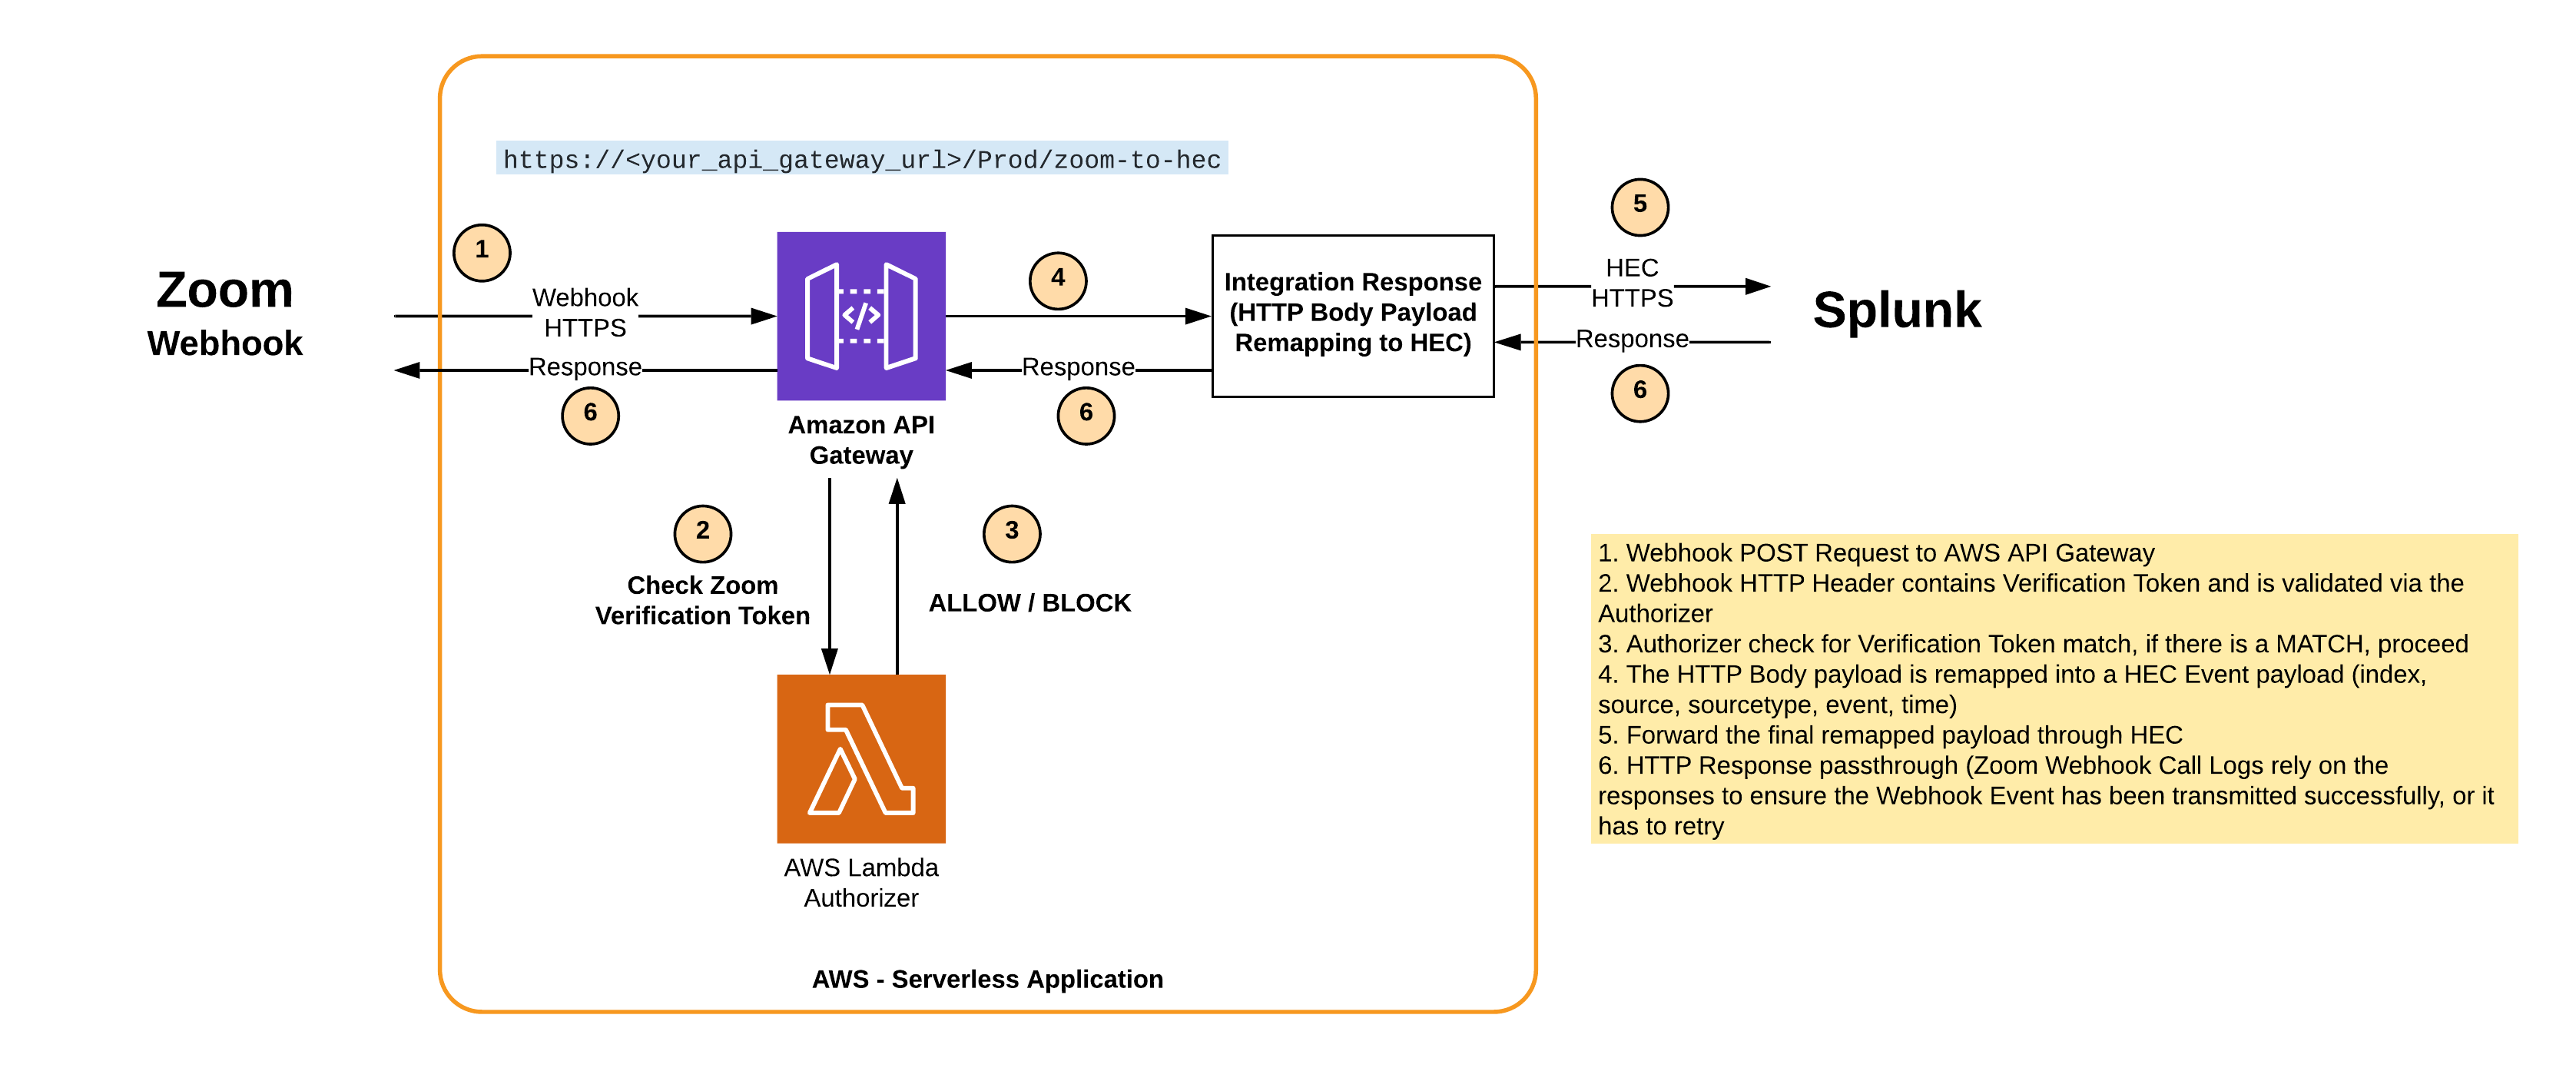 https://<your_api_gateway_url>/Prod/zoom-to-hec
1
Webhook
HTTPS
Response
6
Zoom
Webhook
</>
Amazon API
Gateway
4
Response
6
Integration Response
(HTTP Body Payload
Remapping to HEC)
5
HEC
HTTPS
Response
6
Splunk
2
Check Zoom
Verification Token
3
ALLOW / BLOCK
AWS Lambda
Authorizer
AWS - Serverless Application
1. Webhook POST Request to AWS API Gateway
2. Webhook HTTP Header contains Verification Token and is validated via the
Authorizer
3. Authorizer check for Verification Token match, if there is a MATCH, proceed
4. The HTTP Body payload is remapped into a HEC Event payload (index,
source, sourcetype, event, time)
5. Forward the final remapped payload through HEC
6. HTTP Response passthrough (Zoom Webhook Call Logs rely on the
responses to ensure the Webhook Event has been transmitted successfully, or it
has to retry